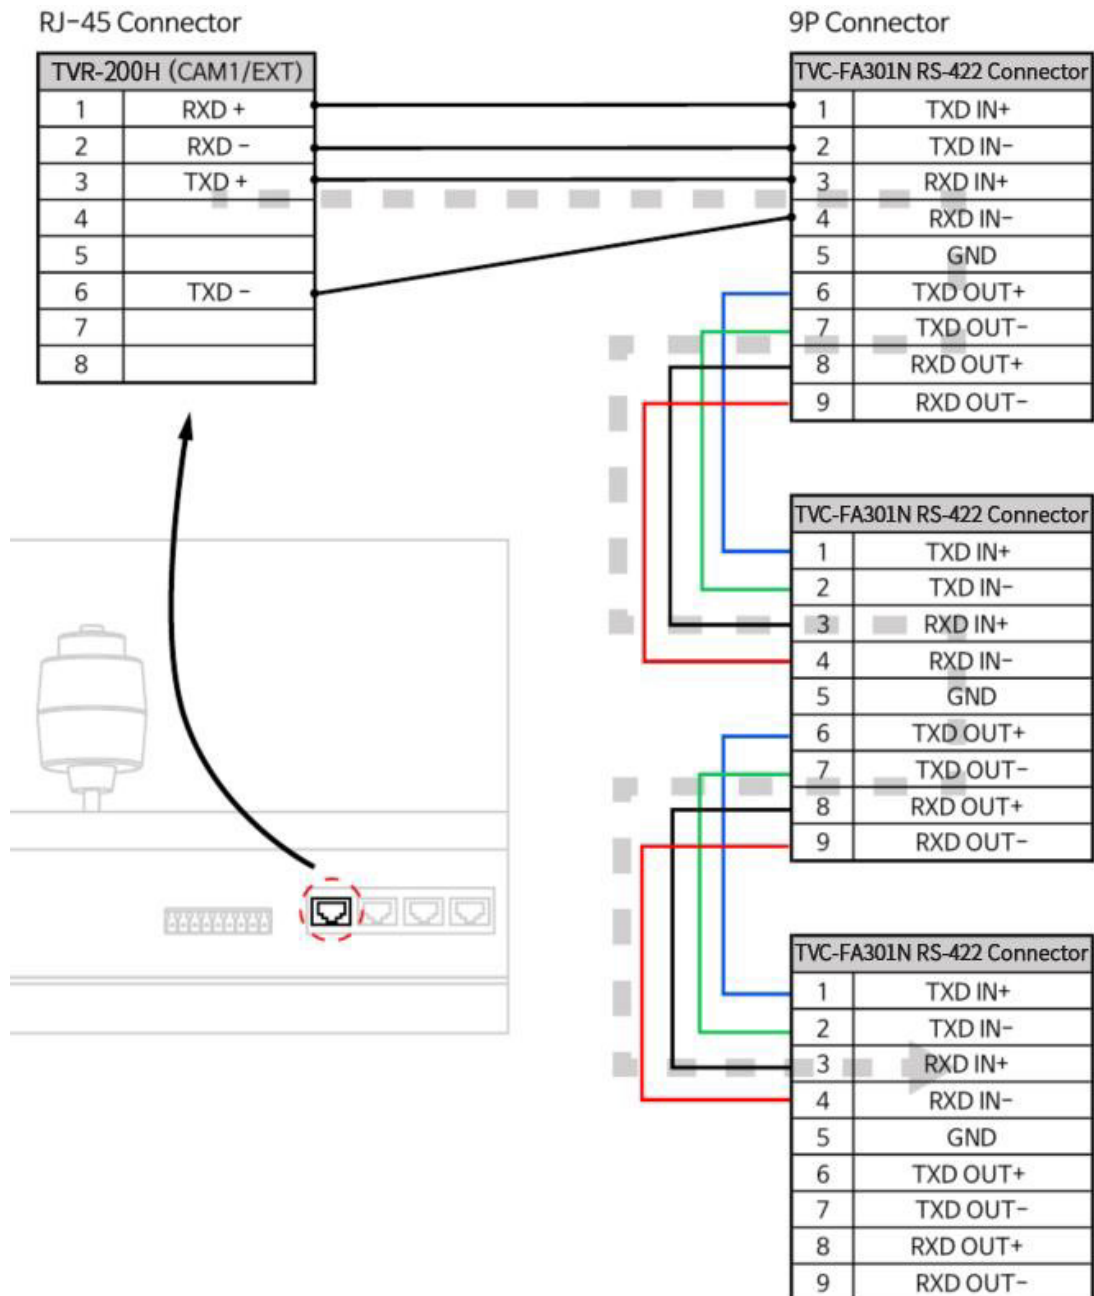 RJ-45 Connector
TVR-200H (CAM1/EXT)
1 RXD +
2 RXD -
3 TXD +
4
5
6 TXD -
7
8
9P Connector
TVC-FA301N RS-422 Connector
1 TXD IN+
2 TXD IN-
3 RXD IN+
4 RXD IN-
5 GND
6 TXD OUT+
7 TXD OUT-
8 RXD OUT+
9 RXD OUT-
TVC-FA301N RS-422 Connector
1 TXD IN+
2 TXD IN-
3 RXD IN+
4 RXD IN-
5 GND
6 TXD OUT+
7 TXD OUT-
8 RXD OUT+
9 RXD OUT-
TVC-FA301N RS-422 Connector
1 TXD IN+
2 TXD IN-
3 RXD IN+
4 RXD IN-
5 GND
6 TXD OUT+
7 TXD OUT-
8 RXD OUT+
9 RXD OUT-